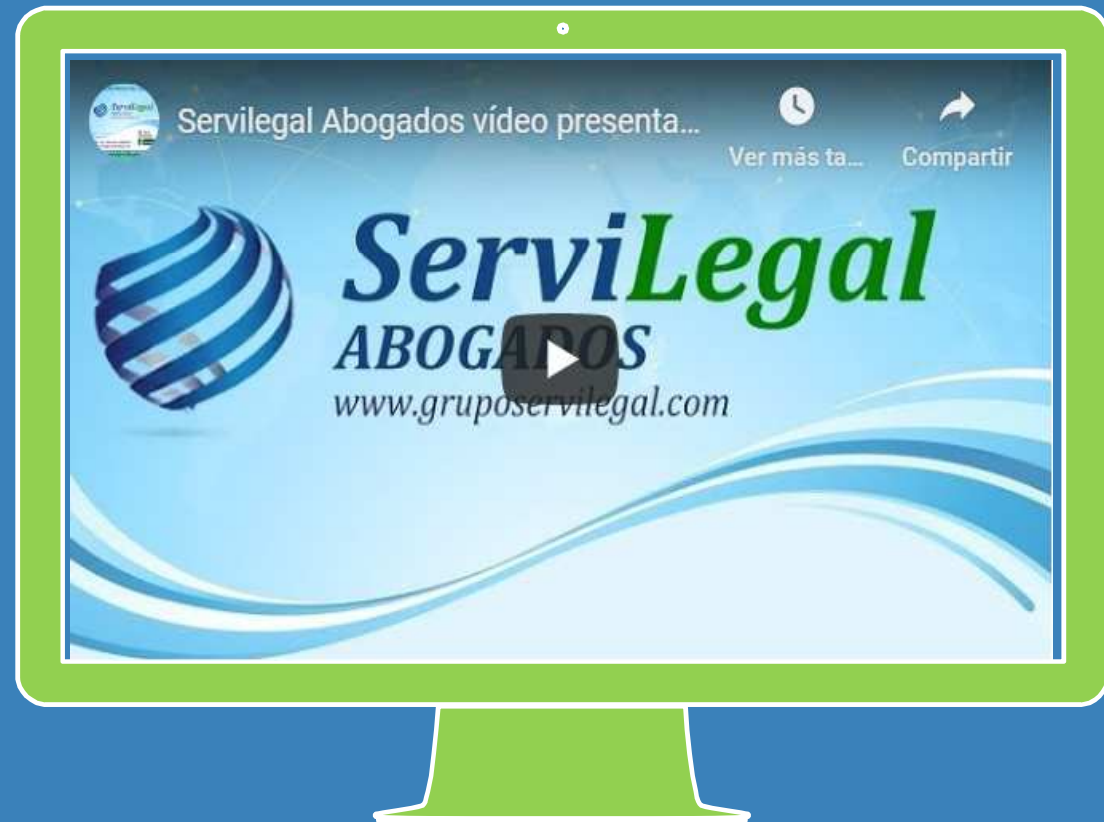 Servilegal Abogados vídeo presenta...
Ver más ta...
Compartir
ServiLegal
ABOGADOS
www.gruposervilegal.com